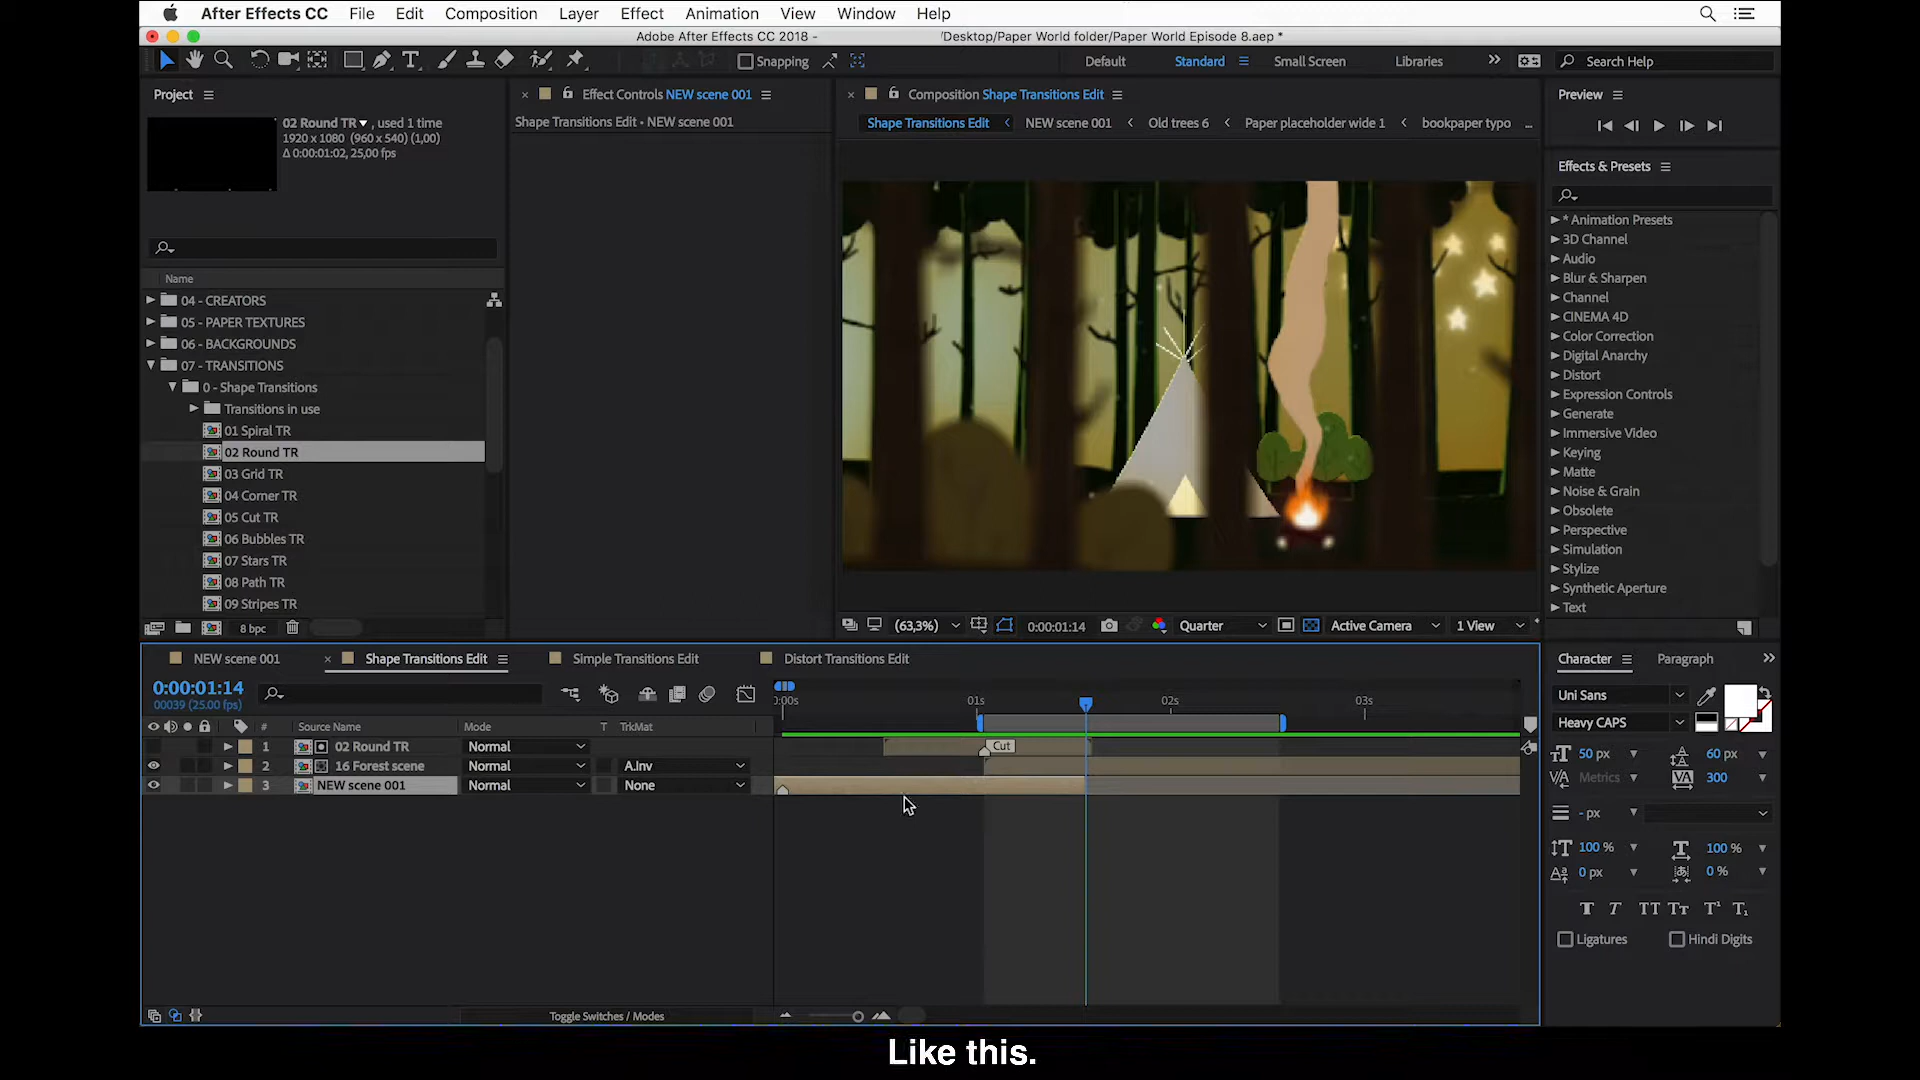 After Effects CC File Edit Composition Layer Effect Animation View Window Help
Adobe After Effects CC 2018 - /Desktop/Paper World folder/Paper World Episode 8.aep *
Snapping Default Standard Small Screen Libraries Search Help
Project
02 Round TR , used 1 time
1920 x 1080 (960 x 540) (1,00)
Δ 0:00:01:02, 25,00 fps
Name
04 - CREATORS
05 - PAPER TEXTURES
06 - BACKGROUNDS
07 - TRANSITIONS
0 - Shape Transitions
Transitions in use
01 Spiral TR
02 Round TR
03 Grid TR
04 Corner TR
05 Cut TR
06 Bubbles TR
07 Stars TR
08 Path TR
09 Stripes TR
8 bpc
Effect Controls NEW scene 001
Shape Transitions Edit • NEW scene 001
Composition Shape Transitions Edit
Shape Transitions Edit NEW scene 001 Old trees 6 Paper placeholder wide 1 bookpaper typo ...
(63,3%) 0:00:01:14 Quarter Active Camera 1 View
Preview
Effects & Presets
* Animation Presets
3D Channel
Audio
Blur & Sharpen
Channel
CINEMA 4D
Color Correction
Digital Anarchy
Distort
Expression Controls
Generate
Immersive Video
Keying
Matte
Noise & Grain
Obsolete
Perspective
Simulation
Stylize
Synthetic Aperture
Text
NEW scene 001 Shape Transitions Edit Simple Transitions Edit Distort Transitions Edit
0:00:01:14
00039 (25.00 fps)
:00s 01s 02s 03s
# Source Name Mode T TrkMat
1 02 Round TR Normal Cut
2 16 Forest scene Normal A.Inv
3 NEW scene 001 Normal None
Toggle Switches / Modes
Character Paragraph
Uni Sans
Heavy CAPS
50 px 60 px
Metrics 300
- px
100 % 100 %
0 px 0 %
T T TT Tт T¹ T₁
Ligatures Hindi Digits
Like this.